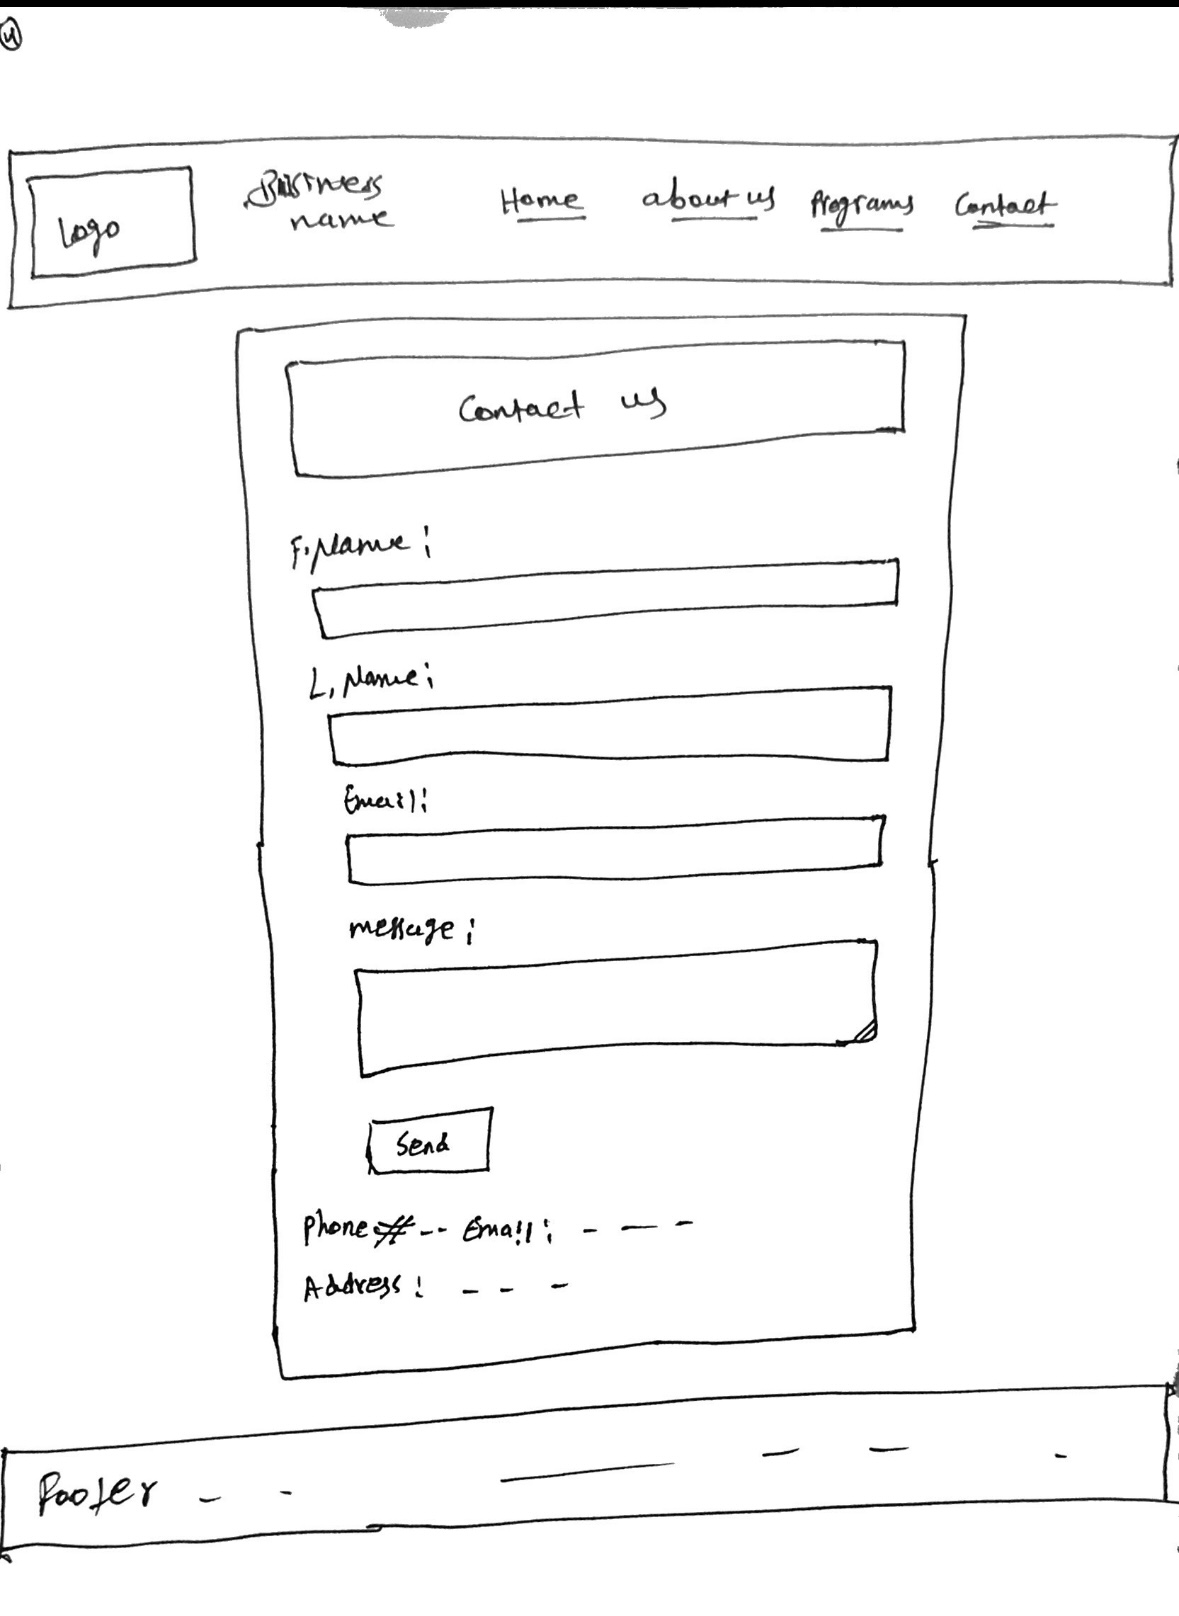 4
Logo
Business
name
Home about us Programs Contact
Contact us
F. Name:
L, Name:
Email:
message:
Send
Phone# -- Email: - — -
Address: - - -
Footer - -